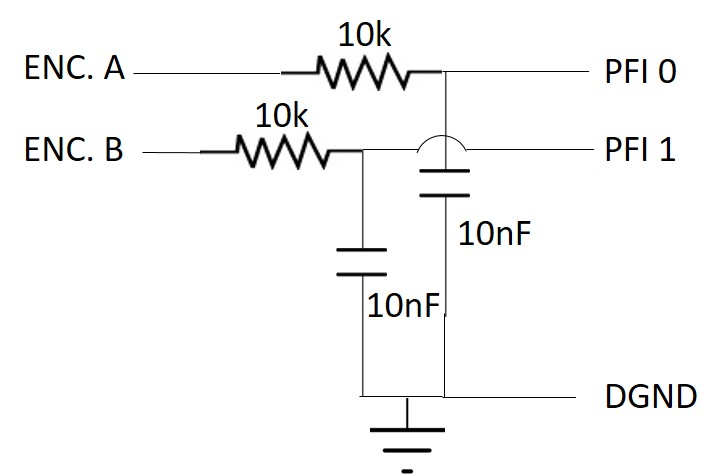 10k
ENC. A
PFI 0
10k
ENC. B
PFI 1
10nF
10nF
DGND